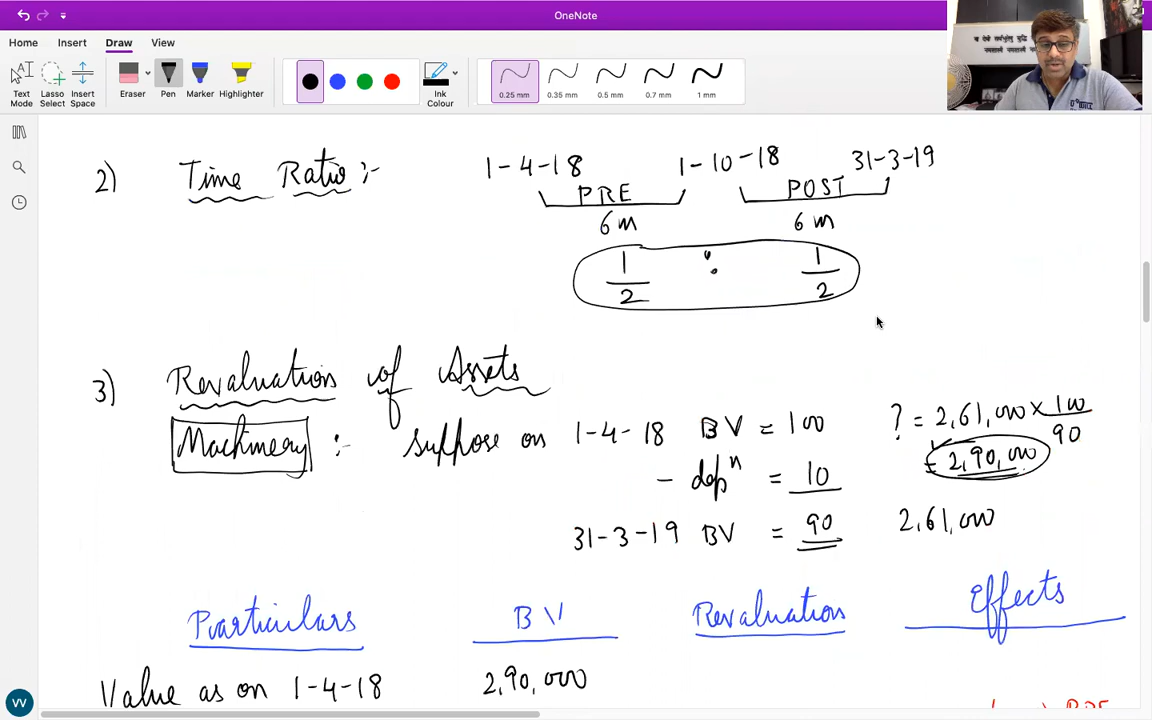 OneNote
Home Insert Draw View
Text Mode
Lasso Select
Insert Space
Eraser
Pen
Marker
Highlighter
Ink Colour
0.25 mm
0.35 mm
0.5 mm
0.7 mm
1 mm
2) Time Ratio :- 1-4-18 1-10-18 31-3-19
PRE POST
6m 6m
1/2 : 1/2
3) Revaluation of Assets
Machinery :- suppose on 1-4-18 BV = 100 ? = 2,61,000 × 100/90
- depn = 10 = 2,90,000
31-3-19 BV = 90 2,61,000
Particulars BV Revaluation Effects
Value as on 1-4-18 2,90,000
VV